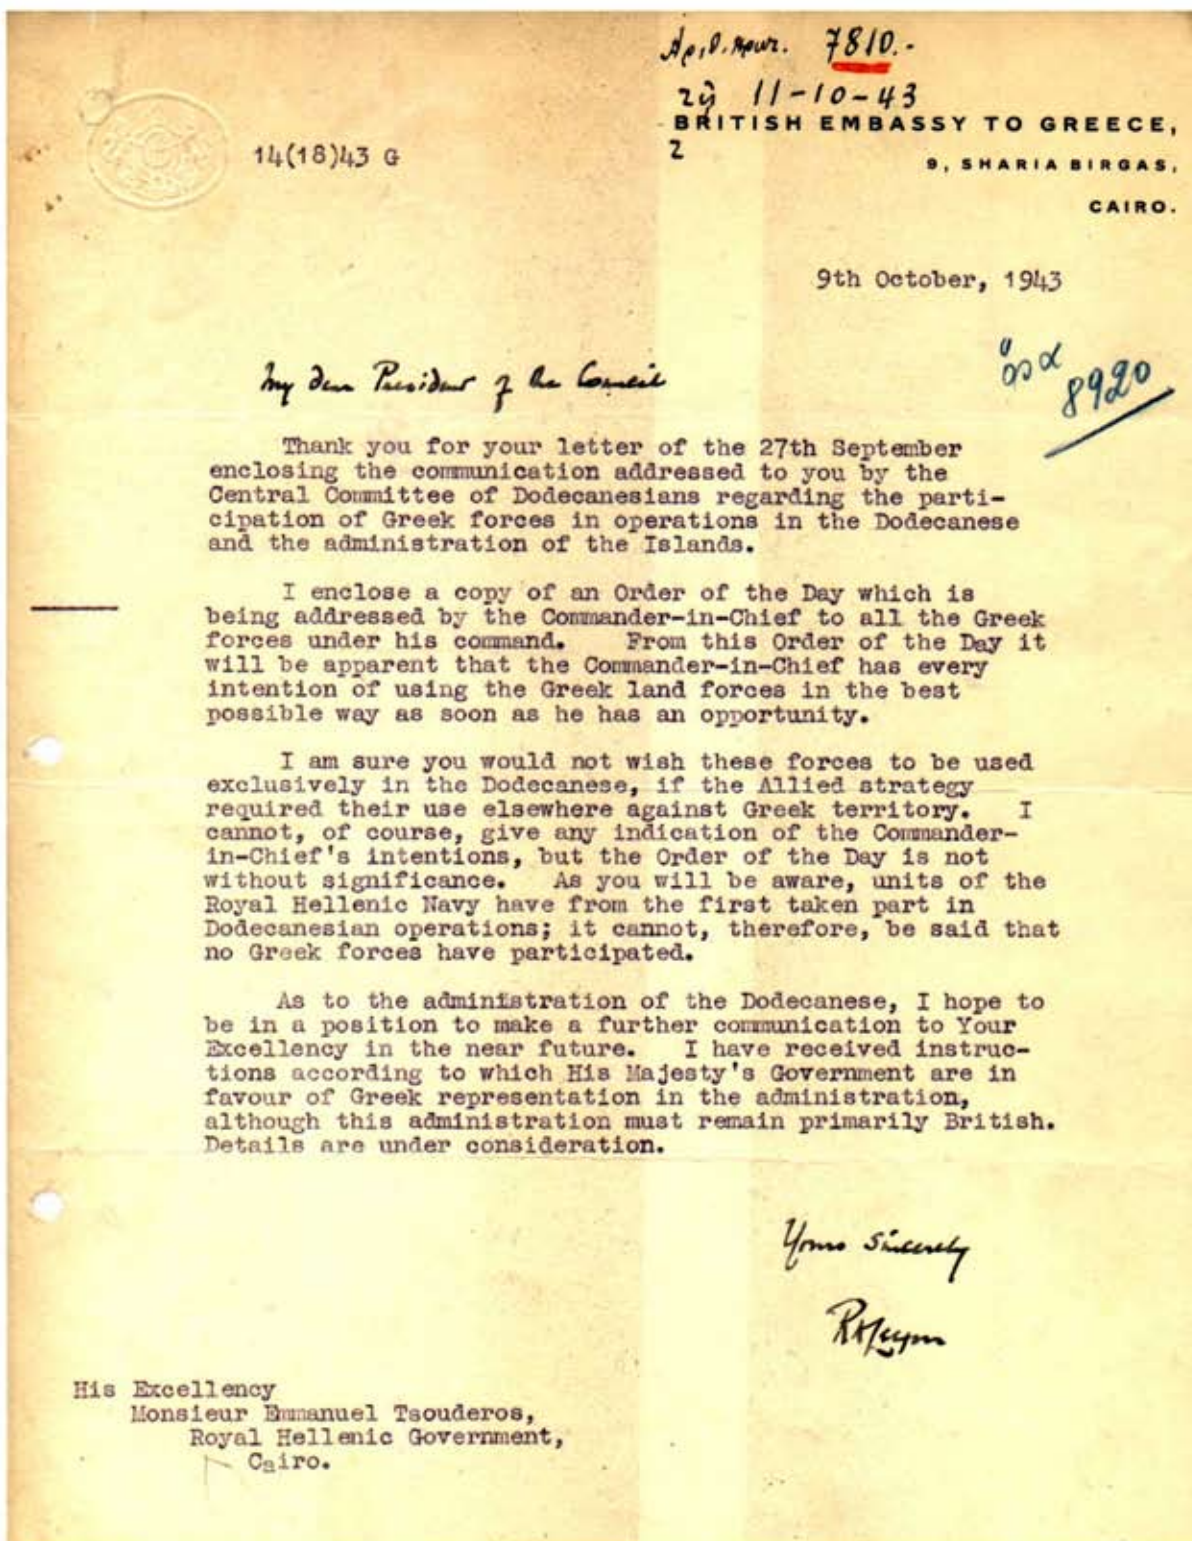 Αρ. Πρωτ. 7810.-
τῇ 11-10-43
BRITISH EMBASSY TO GREECE,
2
14(18)43 G
9, SHARIA BIRGAS,
CAIRO.
9th October, 1943
8920
My dear President of the Council
Thank you for your letter of the 27th September
enclosing the communication addressed to you by the
Central Committee of Dodecanesians regarding the parti-
cipation of Greek forces in operations in the Dodecanese
and the administration of the Islands.
I enclose a copy of an Order of the Day which is
being addressed by the Commander-in-Chief to all the Greek
forces under his command. From this Order of the Day it
will be apparent that the Commander-in-Chief has every
intention of using the Greek land forces in the best
possible way as soon as he has an opportunity.
I am sure you would not wish these forces to be used
exclusively in the Dodecanese, if the Allied strategy
required their use elsewhere against Greek territory. I
cannot, of course, give any indication of the Commander-
in-Chief's intentions, but the Order of the Day is not
without significance. As you will be aware, units of the
Royal Hellenic Navy have from the first taken part in
Dodecanesian operations; it cannot, therefore, be said that
no Greek forces have participated.
As to the administration of the Dodecanese, I hope to
be in a position to make a further communication to Your
Excellency in the near future. I have received instruc-
tions according to which His Majesty's Government are in
favour of Greek representation in the administration,
although this administration must remain primarily British.
Details are under consideration.
Yours sincerely
His Excellency
Monsieur Emmanuel Tsouderos,
Royal Hellenic Government,
Cairo.